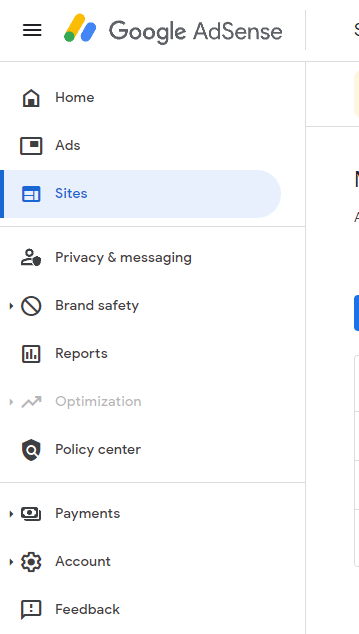 Google AdSense
Home
Ads
Sites
Privacy & messaging
Brand safety
Reports
Optimization
Policy center
Payments
Account
Feedback